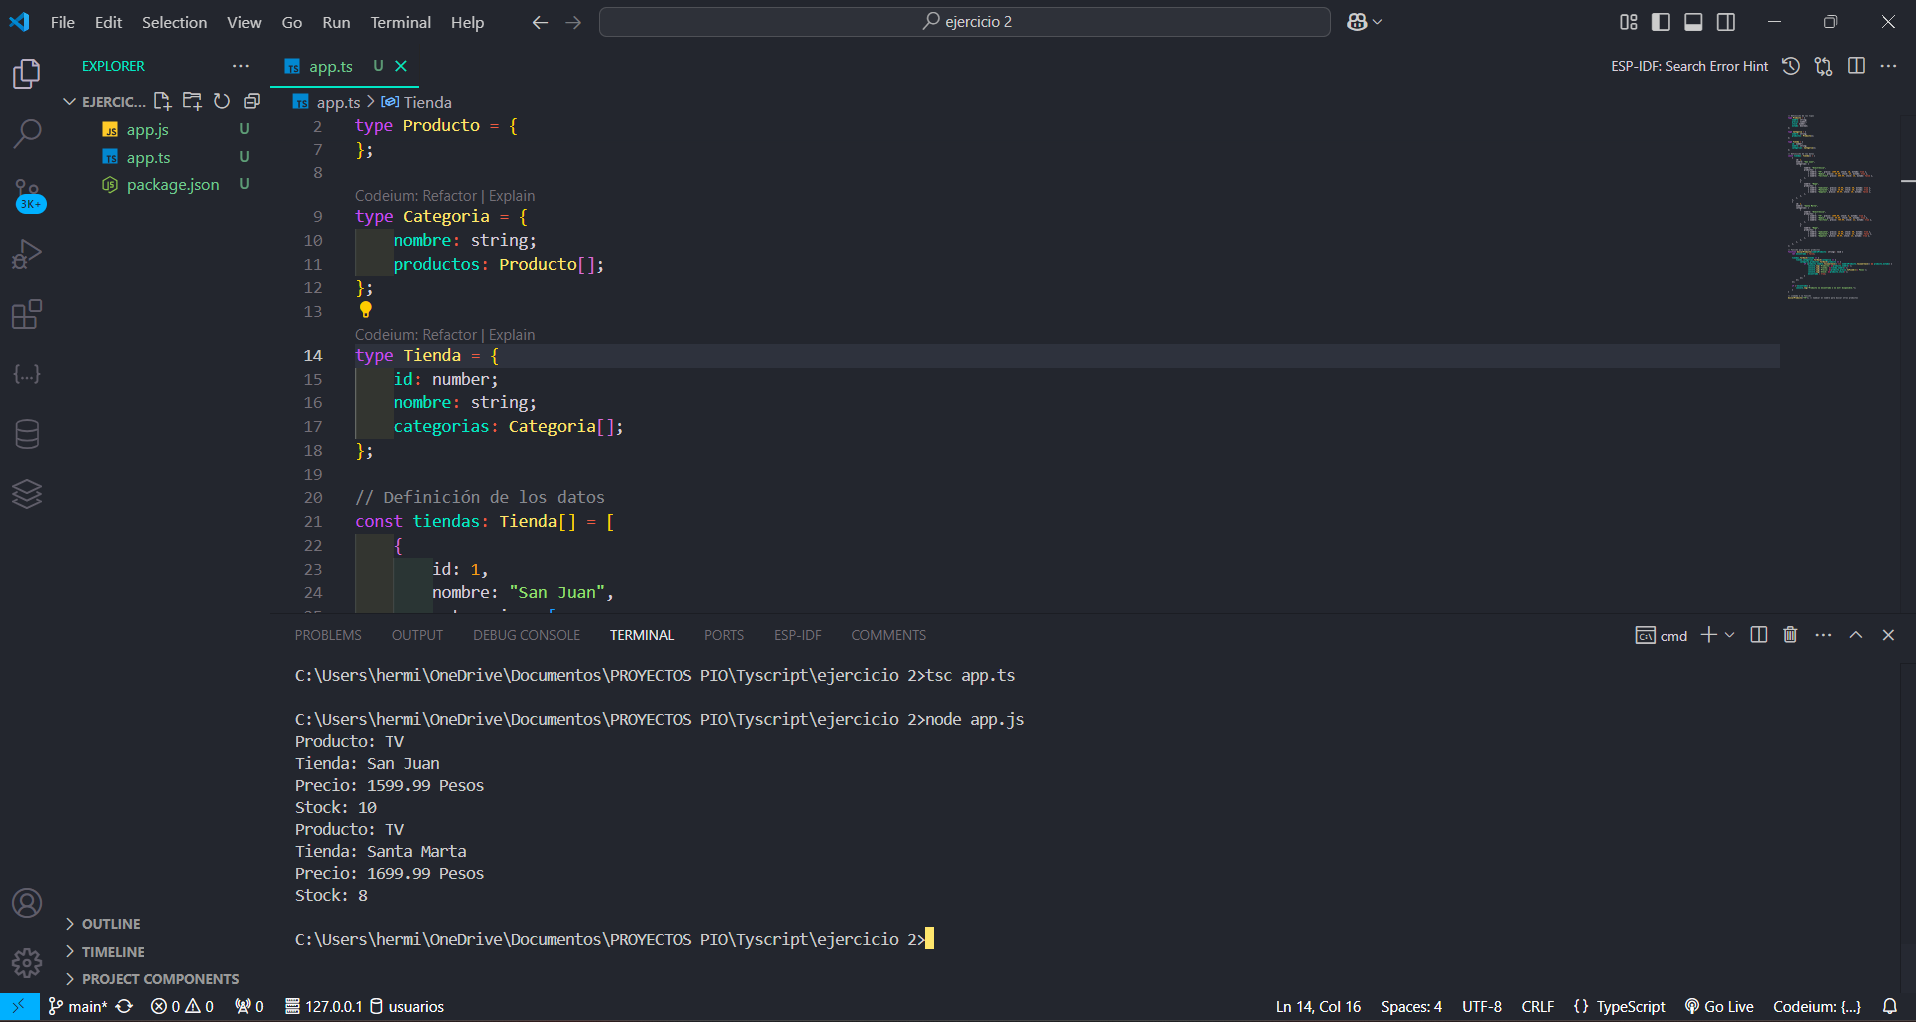 File Edit Selection View Go Run Terminal Help
ejercicio 2
EXPLORER
app.ts U
ESP-IDF: Search Error Hint
EJERCIC...
app.ts > Tienda
app.js U
app.ts U
package.json U
3K+
2 type Producto = {
7 };
8
Codeium: Refactor | Explain
9 type Categoria = {
10 nombre: string;
11 productos: Producto[];
12 };
13
Codeium: Refactor | Explain
14 type Tienda = {
15 id: number;
16 nombre: string;
17 categorias: Categoria[];
18 };
19
20 // Definición de los datos
21 const tiendas: Tienda[] = [
22 {
23 id: 1,
24 nombre: "San Juan",
PROBLEMS OUTPUT DEBUG CONSOLE TERMINAL PORTS ESP-IDF COMMENTS
cmd
C:\Users\hermi\OneDrive\Documentos\PROYECTOS PIO\Tyscript\ejercicio 2>tsc app.ts
C:\Users\hermi\OneDrive\Documentos\PROYECTOS PIO\Tyscript\ejercicio 2>node app.js
Producto: TV
Tienda: San Juan
Precio: 1599.99 Pesos
Stock: 10
Producto: TV
Tienda: Santa Marta
Precio: 1699.99 Pesos
Stock: 8
C:\Users\hermi\OneDrive\Documentos\PROYECTOS PIO\Tyscript\ejercicio 2>
OUTLINE
TIMELINE
PROJECT COMPONENTS
main* 0 0 0 127.0.0.1 usuarios
Ln 14, Col 16 Spaces: 4 UTF-8 CRLF {} TypeScript Go Live Codeium: {...}